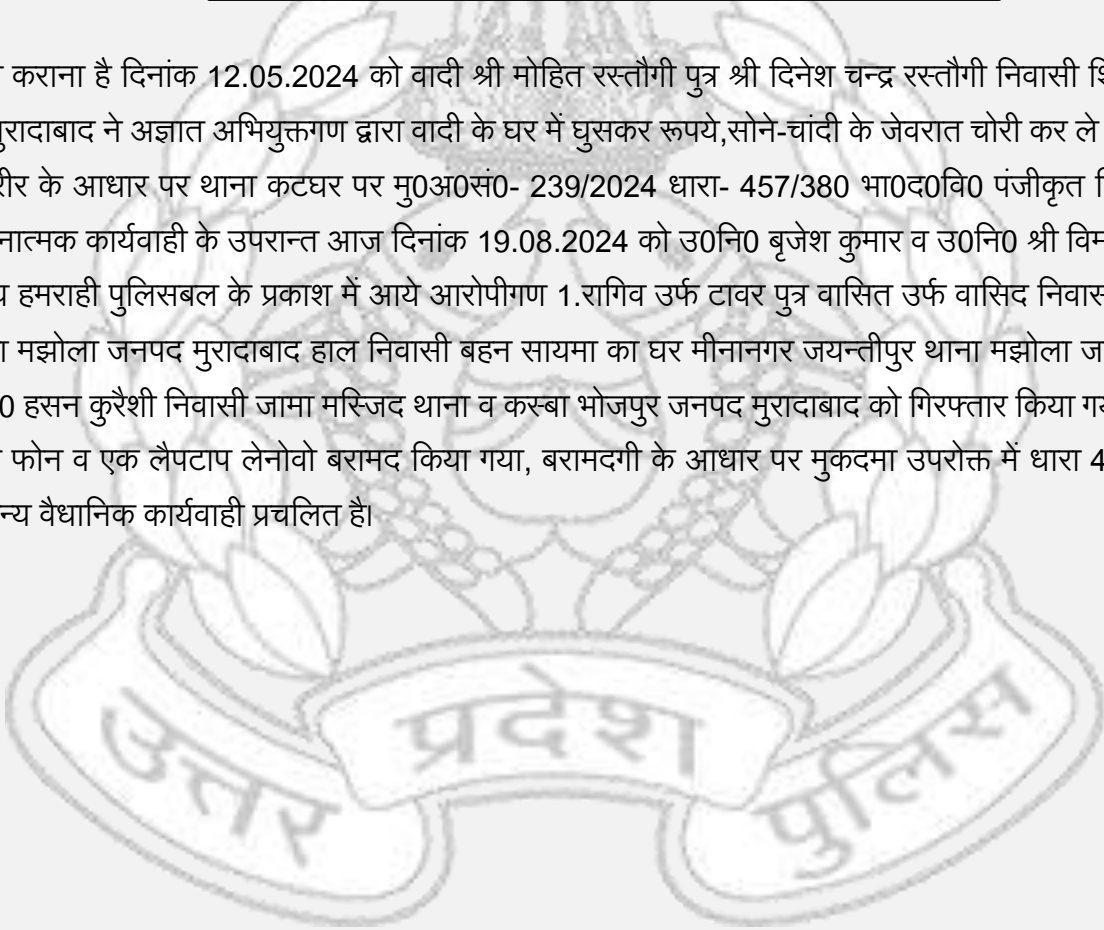 कराना है दिनांक 12.05.2024 को वादी श्री मोहित रस्तौगी पुत्र श्री दिनेश चन्द्र रस्तौगी निवासी
मुरादाबाद ने अज्ञात अभियुक्तगण द्वारा वादी के घर में घुसकर रूपये,सोने-चांदी के जेवरात चोरी कर ले
के आधार पर थाना कटघर पर मु0अ0सं0- 239/2024 धारा- 457/380 भा0द0वि0 पंजीकृत
कार्यवाही के उपरान्त आज दिनांक 19.08.2024 को उ0नि0 बृजेश कुमार व उ0नि0 श्री
हमराही पुलिसबल के प्रकाश में आये आरोपीगण 1.रागिव उर्फ टावर पुत्र वासित उर्फ वासिद
मझोला जनपद मुरादाबाद हाल निवासी बहन सायमा का घर मीनानगर जयन्तीपुर थाना मझोला
हसन कुरैशी निवासी जामा मस्जिद थाना व कस्बा भोजपुर जनपद मुरादाबाद को गिरफ्तार किया
फोन व एक लैपटाप लेनोवो बरामद किया गया, बरामदगी के आधार पर मुकदमा उपरोक्त में धारा 4
वैधानिक कार्यवाही प्रचलित है।
उत्तर प्रदेश पुलिस